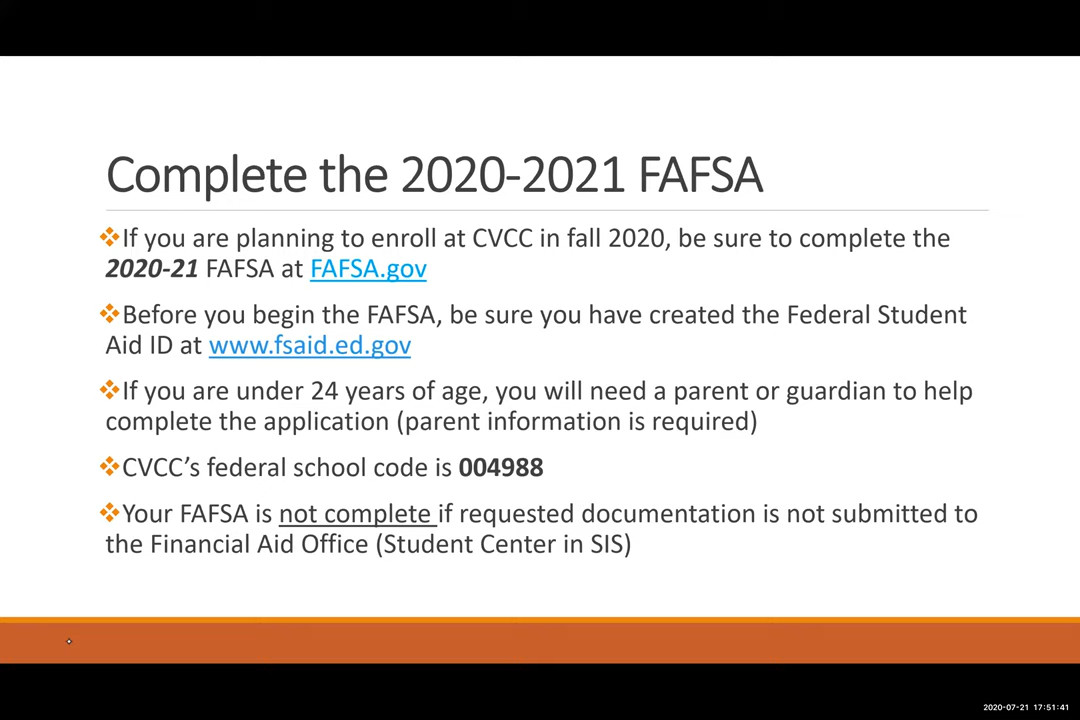 Complete the 2020-2021 FAFSA
❖If you are planning to enroll at CVCC in fall 2020, be sure to complete the
2020-21 FAFSA at FAFSA.gov
❖Before you begin the FAFSA, be sure you have created the Federal Student
Aid ID at www.fsaid.ed.gov
❖If you are under 24 years of age, you will need a parent or guardian to help
complete the application (parent information is required)
❖CVCC’s federal school code is 004988
❖Your FAFSA is not complete if requested documentation is not submitted to
the Financial Aid Office (Student Center in SIS)
2020-07-21 17:51:41